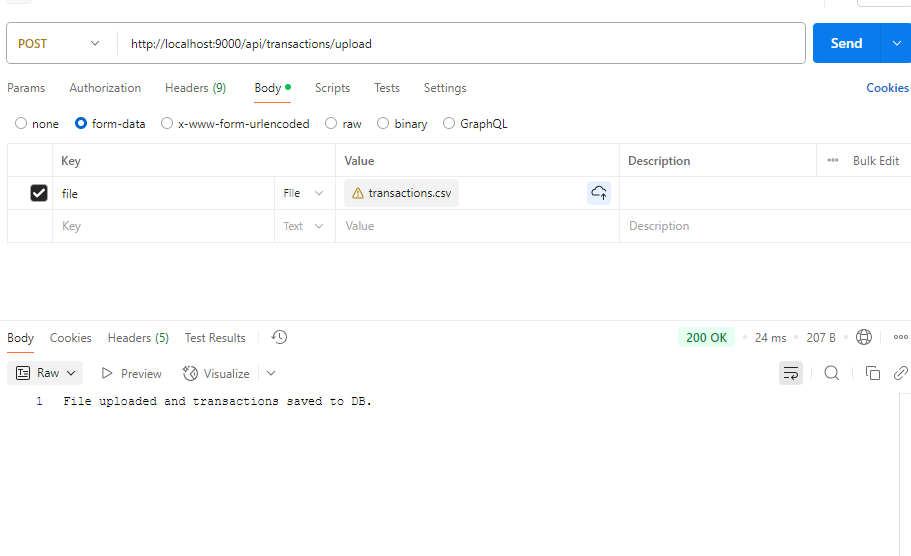 POST http://localhost:9000/api/transactions/upload Send
Params Authorization Headers (9) Body Scripts Tests Settings Cookies
none form-data x-www-form-urlencoded raw binary GraphQL
Key Value Description Bulk Edit
file File transactions.csv
Key Text Value Description
Body Cookies Headers (5) Test Results 200 OK 24 ms 207 B
Raw Preview Visualize
1 File uploaded and transactions saved to DB.